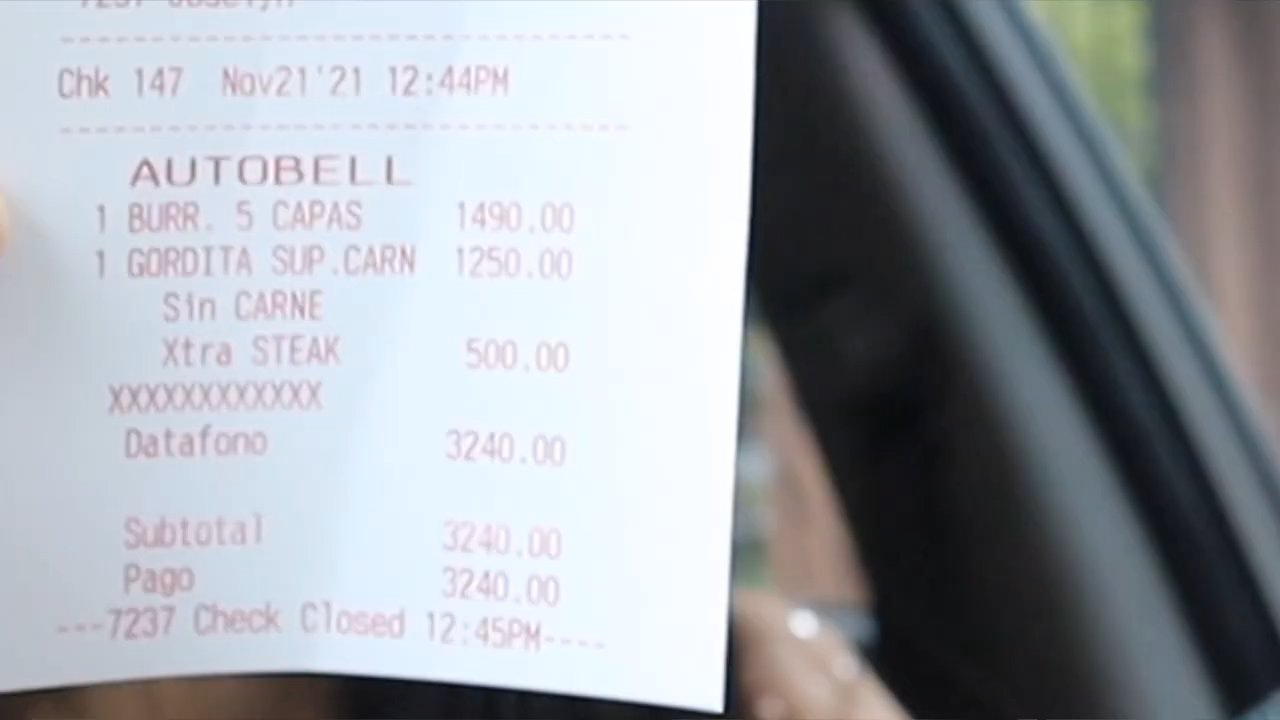 Chk 147 Nov21'21 12:44PM
AUTOBELL
1 BURR. 5 CAPAS 1490.00
1 GORDITA SUP.CARN 1250.00
Sin CARNE
Xtra STEAK 500.00
XXXXXXXXXXXX
Datafono 3240.00
Subtotal 3240.00
Pago 3240.00
---7237 Check Closed 12:45PM----